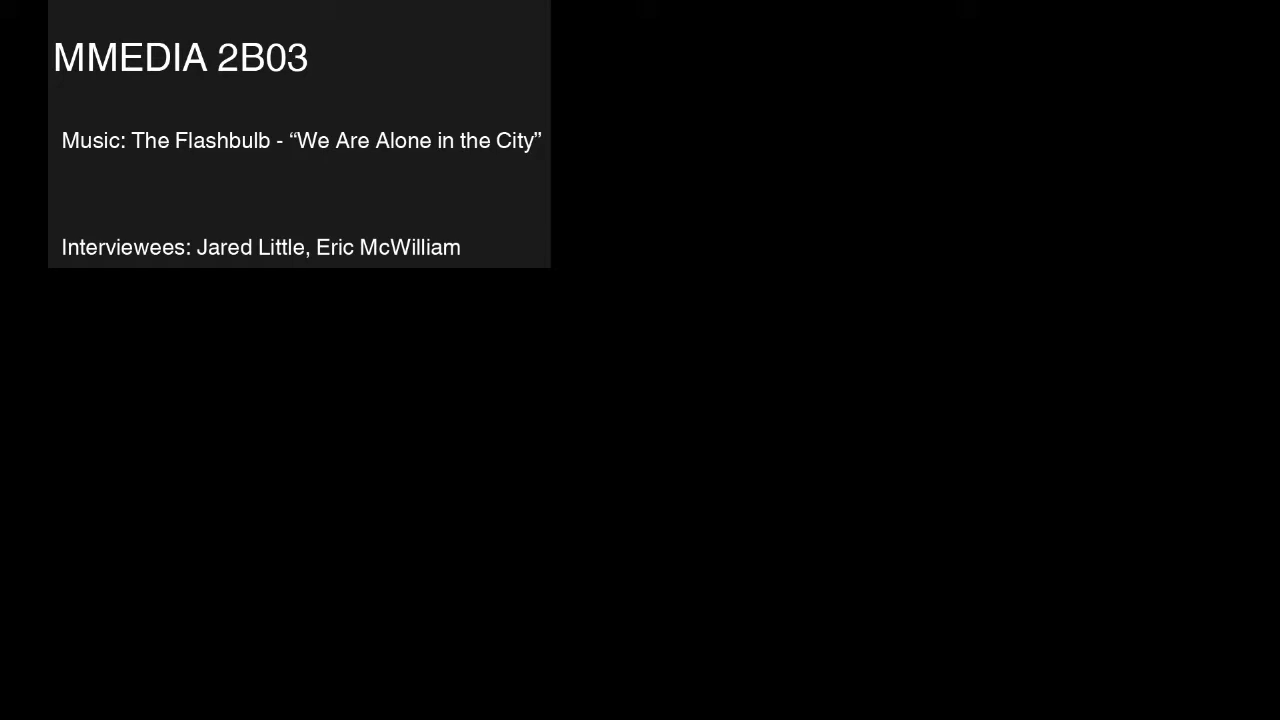 MMEDIA 2B03
Music: The Flashbulb - “We Are Alone in the City”
Interviewees: Jared Little, Eric McWilliam